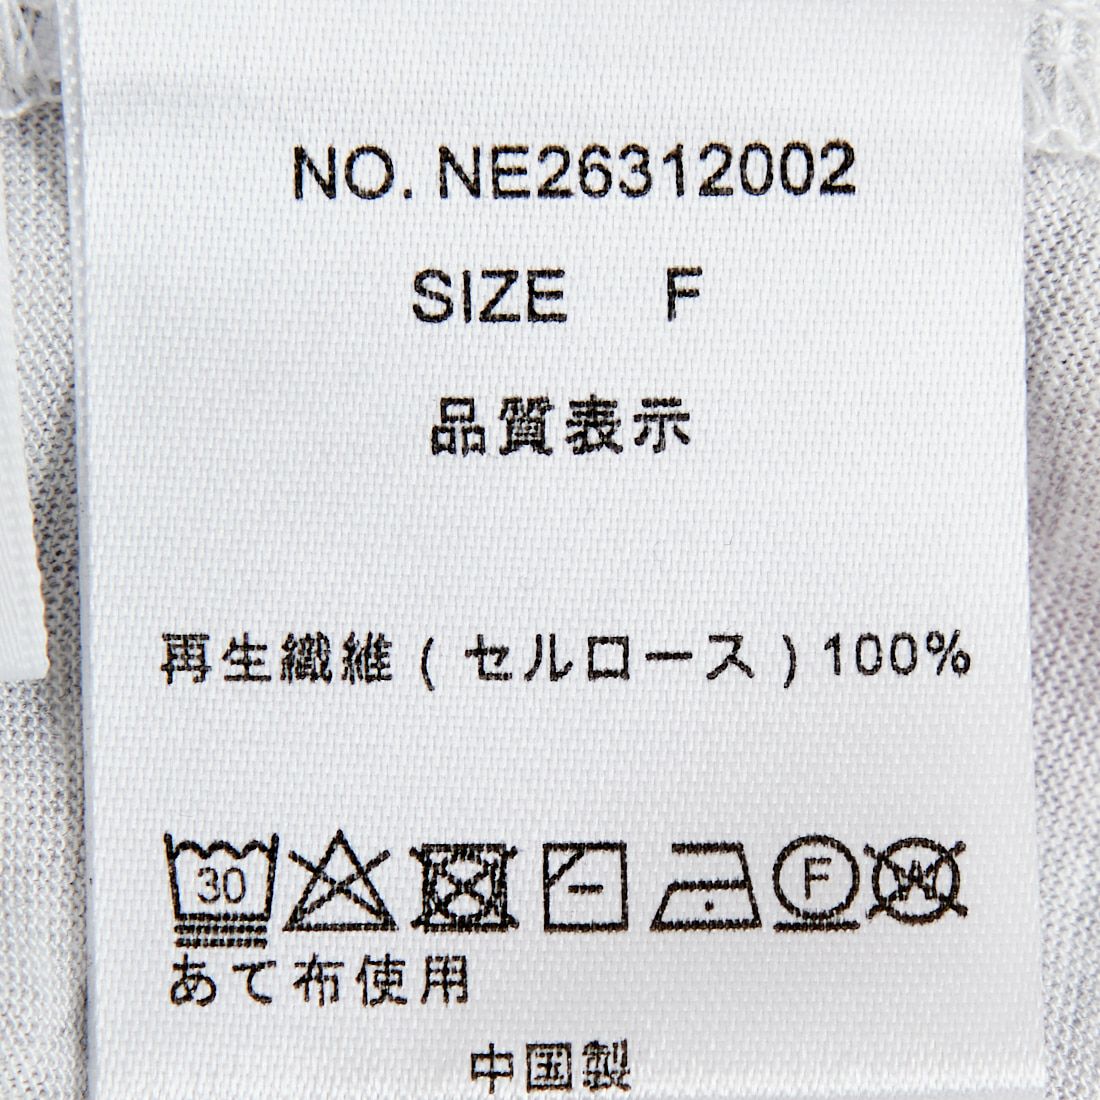 NO. NE26312002
SIZE F
品質表示
再生繊維 ( セルロース ) 100%
30 F W
あて布使用
中国製